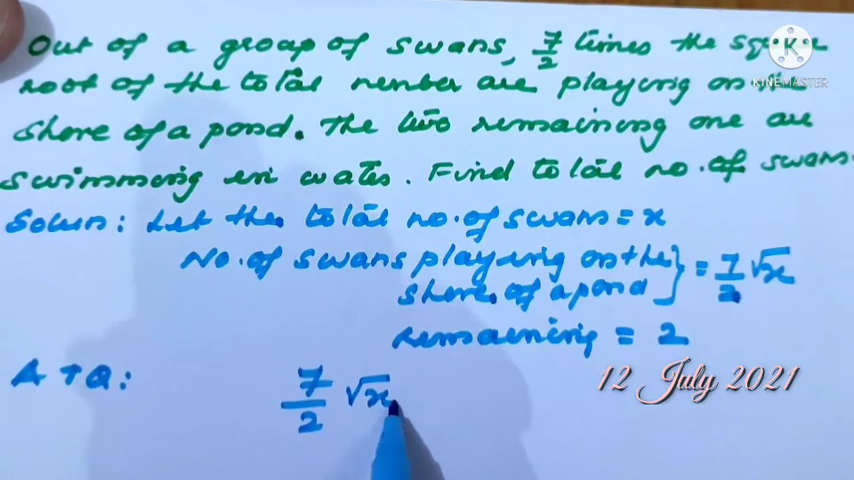 Out of a group of swans, 7/2 times the square
root of the total number are playing on
shore of a pond. The two remaining one are
swimming in water. Find total no. of swans.
Solun: Let the total no. of swans = x
No. of swans playing on the
shore of a pond } = 7/2 √x
remaining = 2
A T Q:
7/2 √x
12 July 2021
K
KINEMASTER